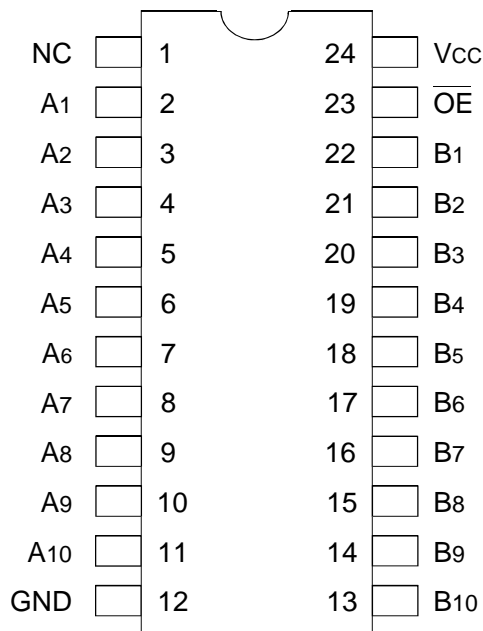 NC 1 24 VCC
A1 2 23 O̅E̅
A2 3 22 B1
A3 4 21 B2
A4 5 20 B3
A5 6 19 B4
A6 7 18 B5
A7 8 17 B6
A8 9 16 B7
A9 10 15 B8
A10 11 14 B9
GND 12 13 B10